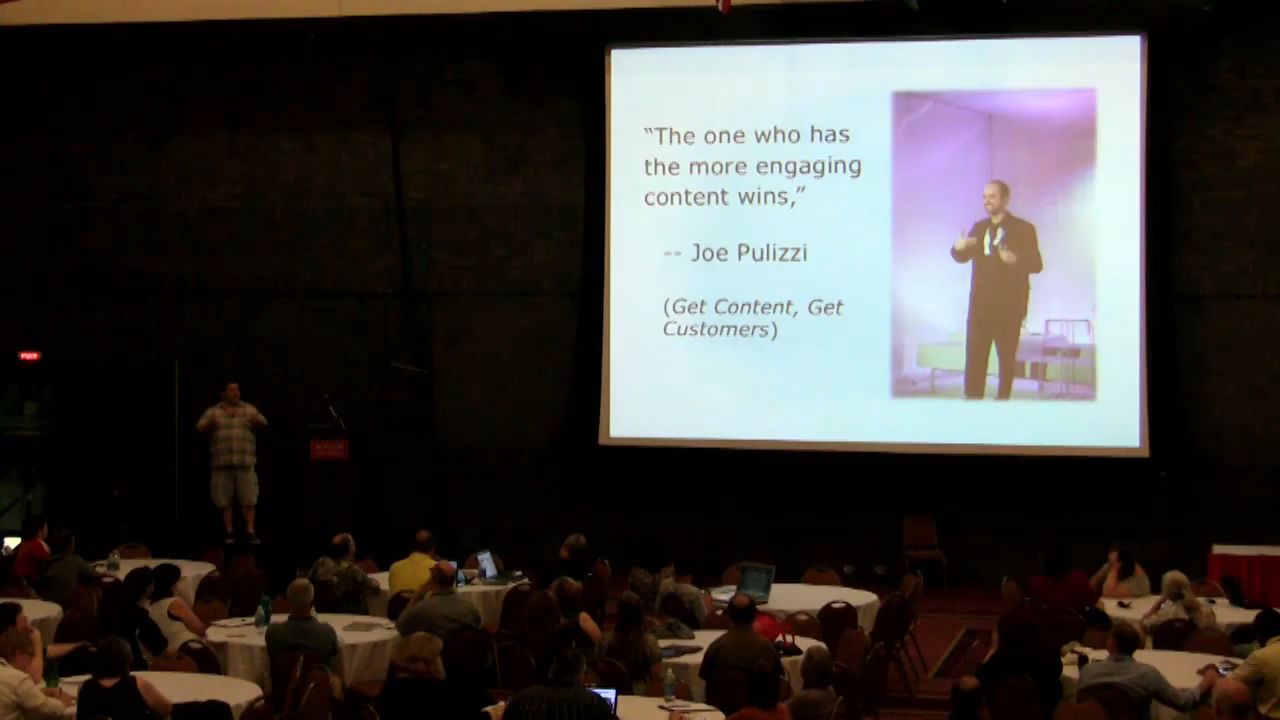 “The one who has
the more engaging
content wins,”
-- Joe Pulizzi
(Get Content, Get
Customers)